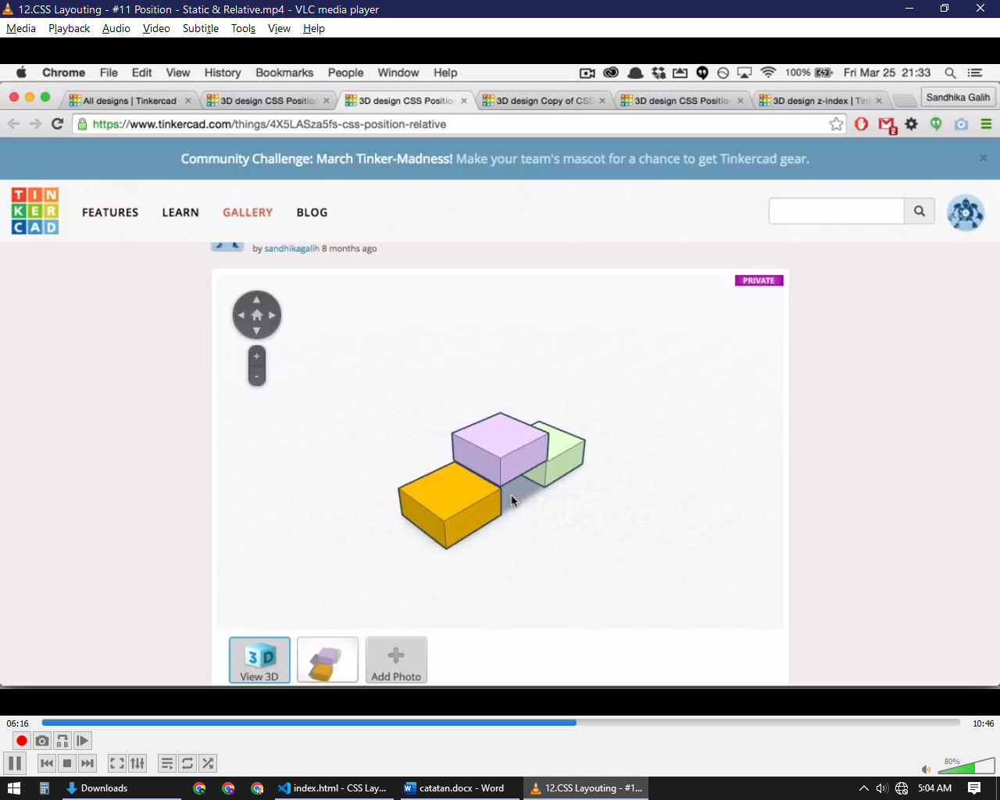 12.CSS Layouting - #11 Position - Static & Relative.mp4 - VLC media player
Media Playback Audio Video Subtitle Tools View Help
Chrome File Edit View History Bookmarks People Window Help 100% Fri Mar 25 21:33
All designs | Tinkercad 3D design CSS Positio 3D design CSS Positio 3D design Copy of CS 3D design CSS Positio 3D design z-index | Tin Sandhika Galih
https://www.tinkercad.com/things/4X5LASza5fs-css-position-relative 2
Community Challenge: March Tinker-Madness! Make your team's mascot for a chance to get Tinkercad gear.
TIN
KER
CAD
FEATURES LEARN GALLERY BLOG
by sandhikagalih 8 months ago
PRIVATE
3D
View 3D Add Photo
06:16 10:46
A B
80%
Downloads index.html - CSS Lay... catatan.docx - Word 12.CSS Layouting - #1... 5:04 AM